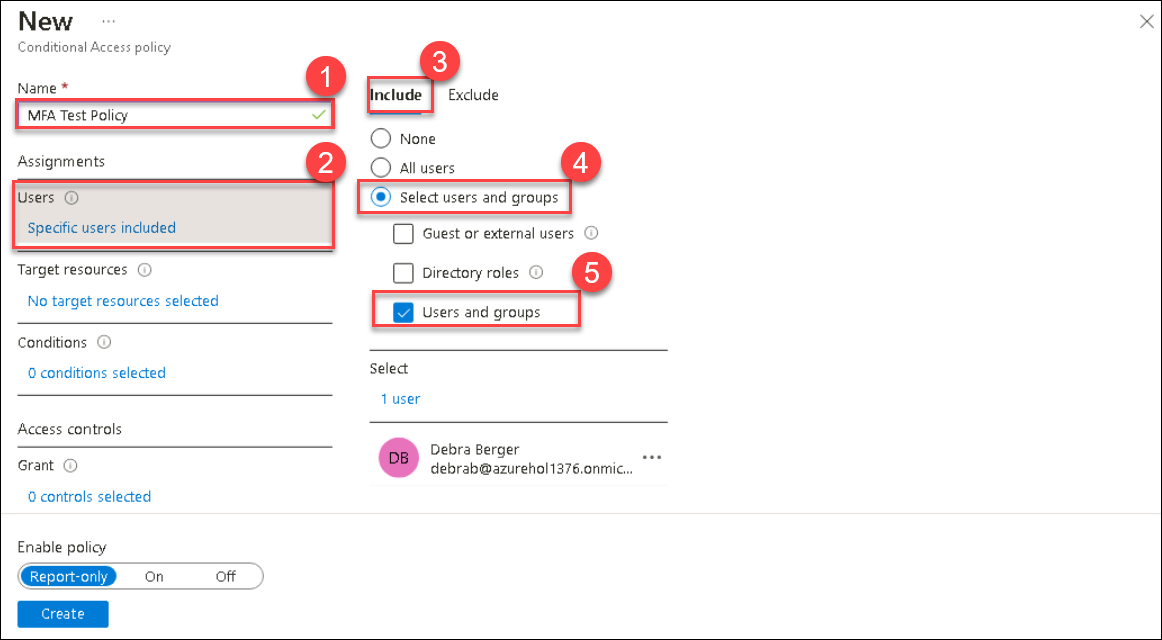 New ...
Conditional Access policy
Name *
1
MFA Test Policy
Assignments
2
Users
Specific users included
Target resources
No target resources selected
Conditions
0 conditions selected
Access controls
Grant
0 controls selected
3
Include Exclude
None
All users
4
Select users and groups
Guest or external users
Directory roles
5
Users and groups
Select
1 user
DB
Debra Berger
debrab@azurehol1376.onmic...
Enable policy
Report-only On Off
Create